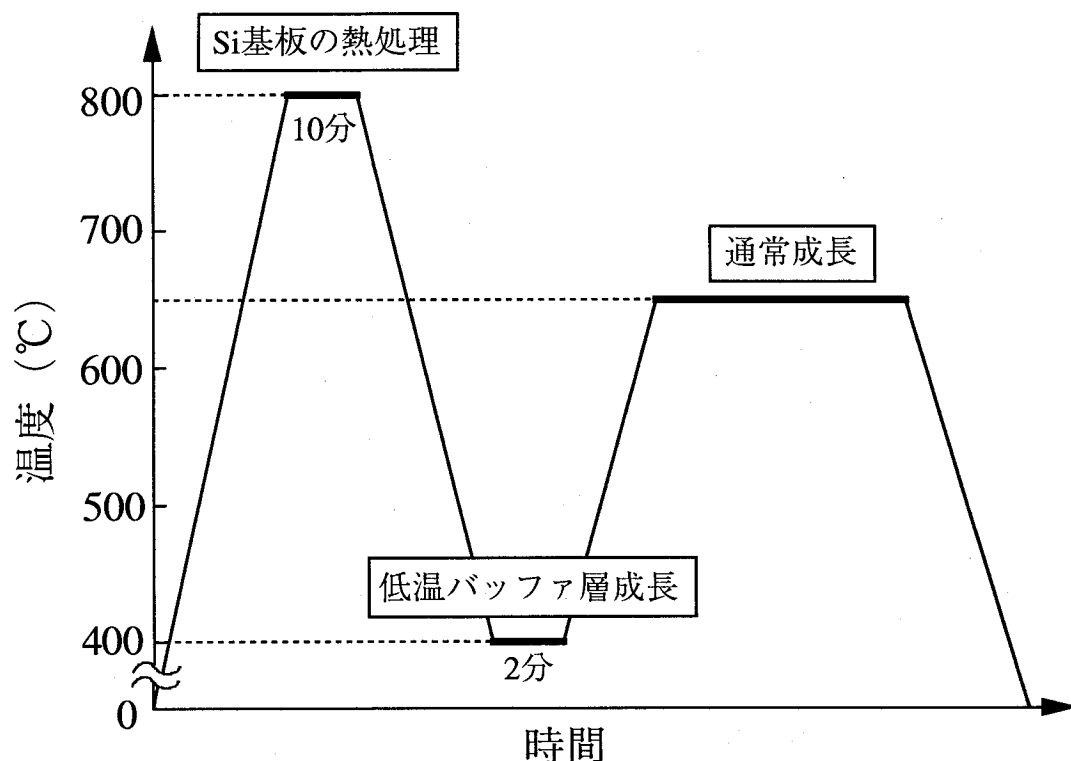 Si基板の熱処理
800
10分
700
通常成長
600
温度 (℃)
500
低温バッファ層成長
400
2分
0
時間